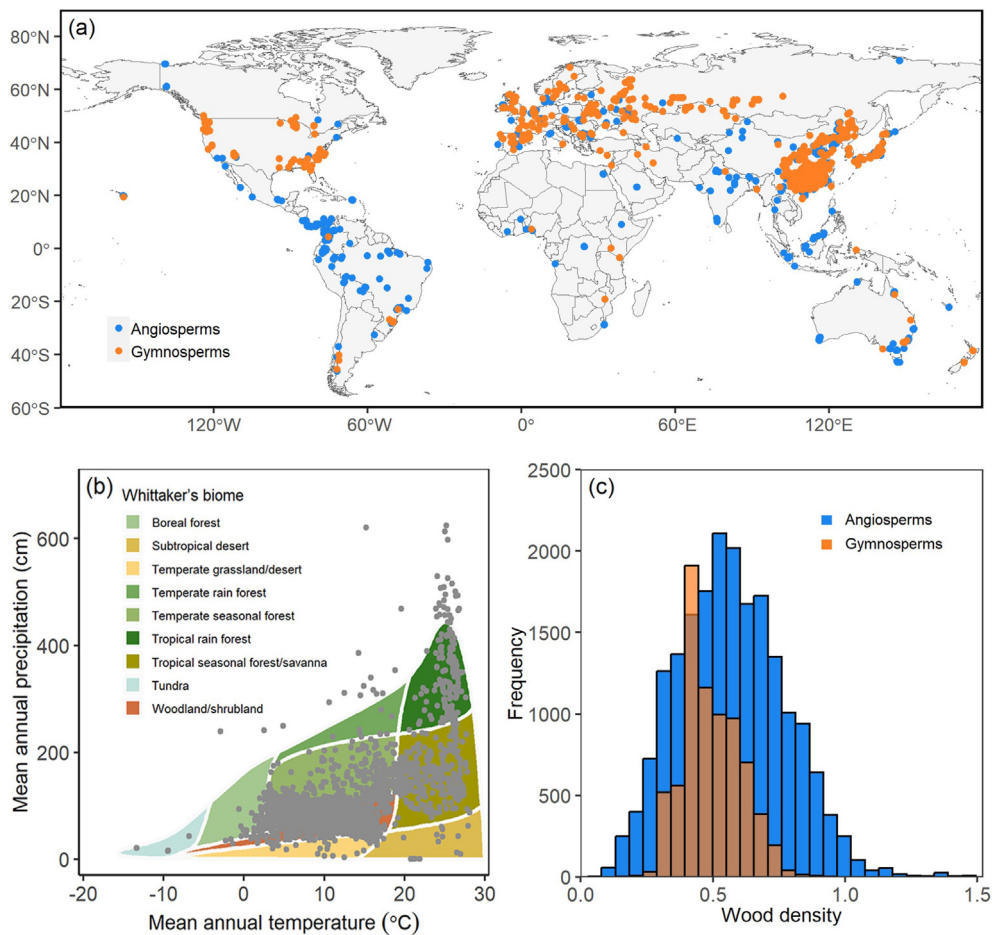 (a)
80°N
60°N
40°N
20°N
0°
20°S
40°S
60°S
Angiosperms
Gymnosperms
120°W
60°W
0°E
60°E
120°E
(b)
Whittaker's biome
Boreal forest
Subtropical desert
Temperate grassland/desert
Temperate rain forest
Temperate seasonal forest
Tropical rain forest
Tropical seasonal forest/savanna
Tundra
Woodland/shrubland
Mean annual precipitation (cm)
600
400
200
0
-20
-10
0
10
20
30
Mean annual temperature (°C)
(c)
Angiosperms
Gymnosperms
Frequency
2500
2000
1500
1000
500
0
0.0
0.5
1.0
1.5
Wood density